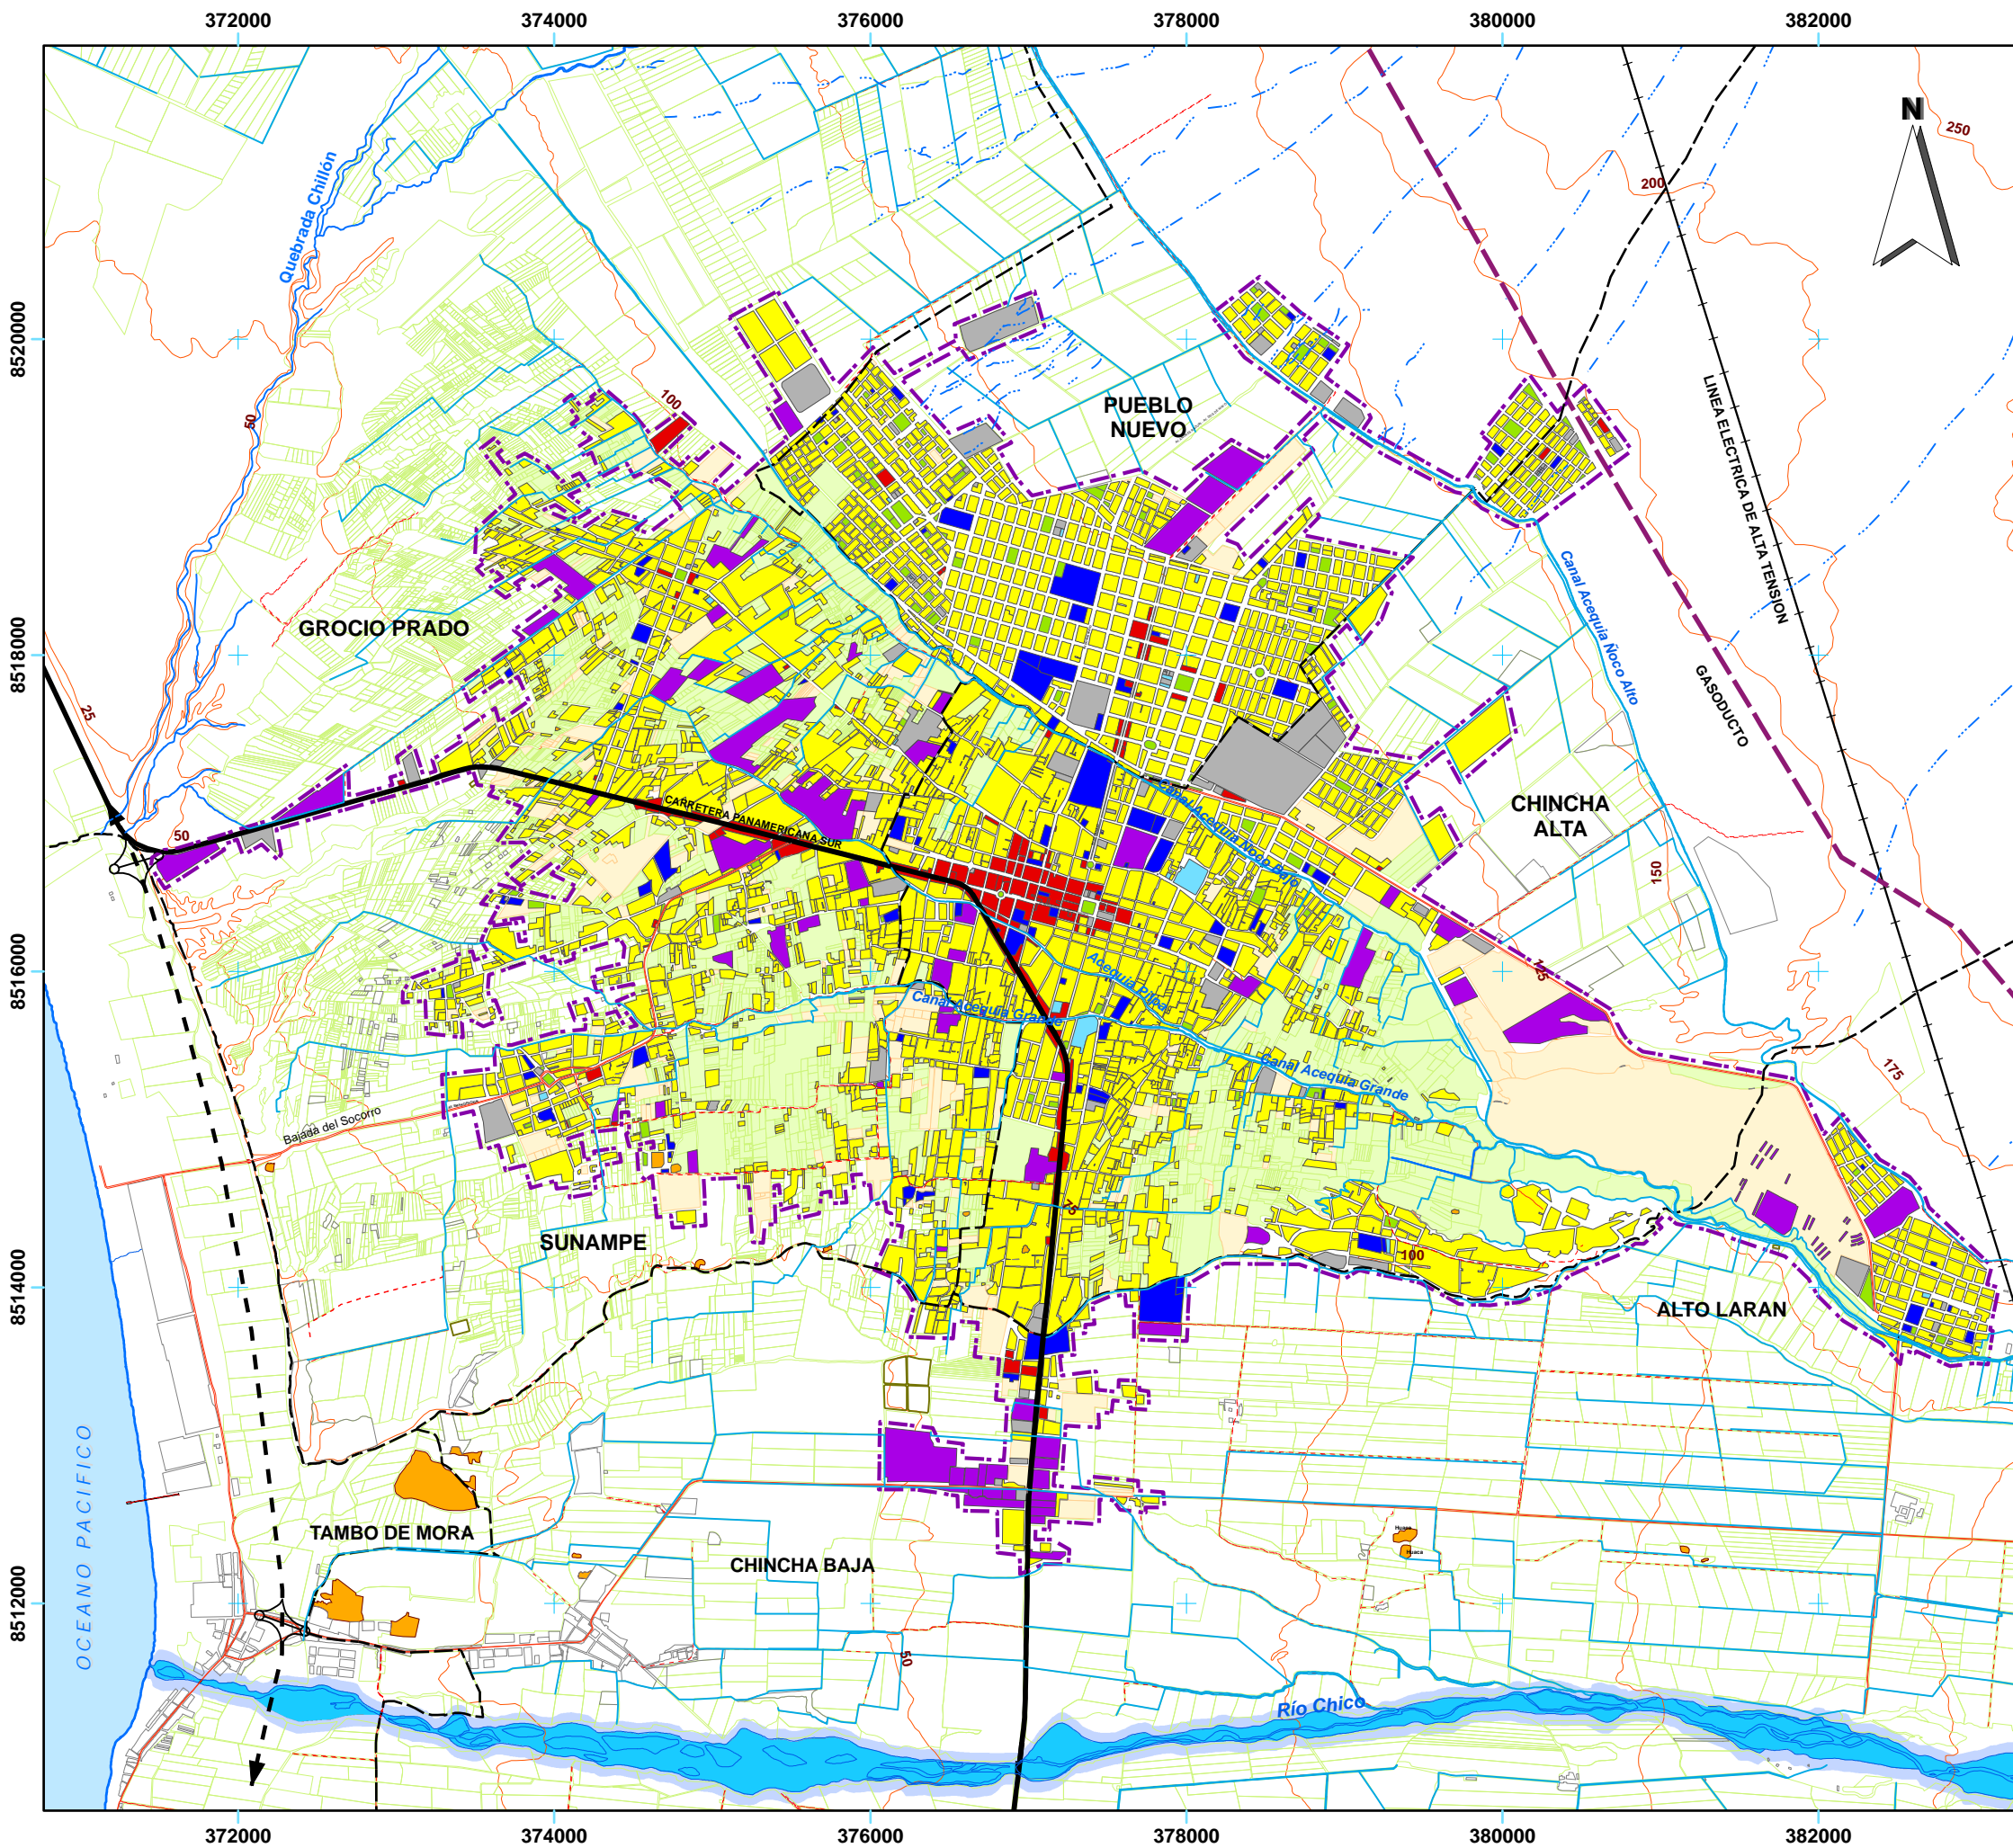 372000 374000 376000 378000 380000 382000
N
250
200
Quebrada Chillón
8520000
50
100
PUEBLO
NUEVO
LINEA ELECTRICA DE ALTA TENSION
Canal Acequia Ñoco Alto
GROCIO PRADO
8518000
25
GASODUCTO
CHINCHA
ALTA
CARRETERA PANAMERICANA SUR
Canal Acequia Ñoco Bajo
50
150
8516000
125
Acequia Pilpa
Canal Acequia Grande
Canal Acequia Grande
175
Bajada del Socorro
75
SUNAMPE
100
8514000
ALTO LARAN
OCEANO PACIFICO
TAMBO DE MORA
Huaca
Huaca
CHINCHA BAJA
8512000
50
Río Chico
372000 374000 376000 378000 380000 382000